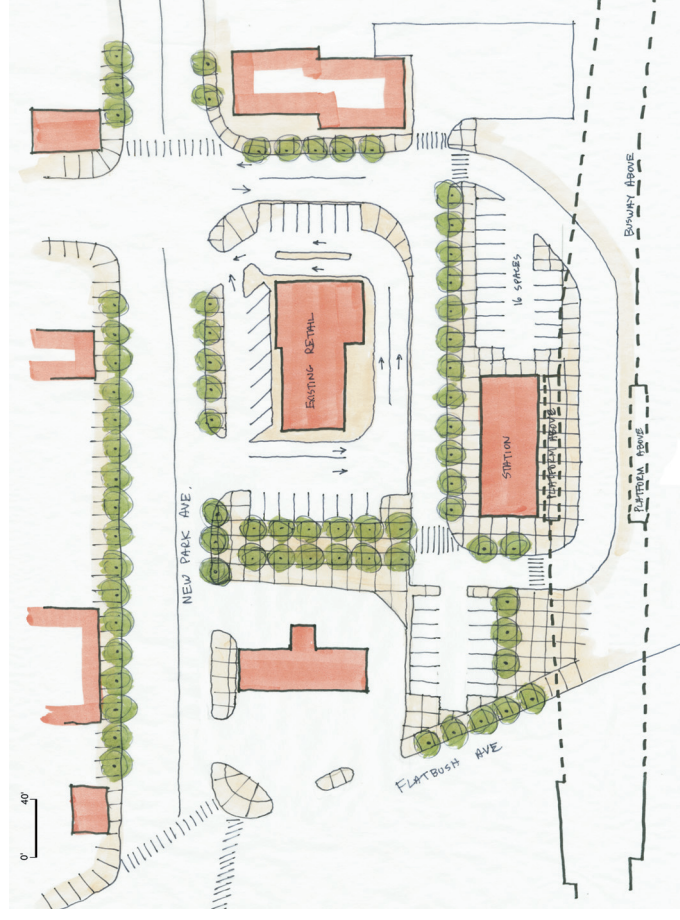 BUSWAY ABOVE
16 SPACES
EXISTING RETAIL
STATION
PLATFORM ABOVE
PLATFORM ABOVE
NEW PARK AVE.
FLATBUSH AVE
0' 40'